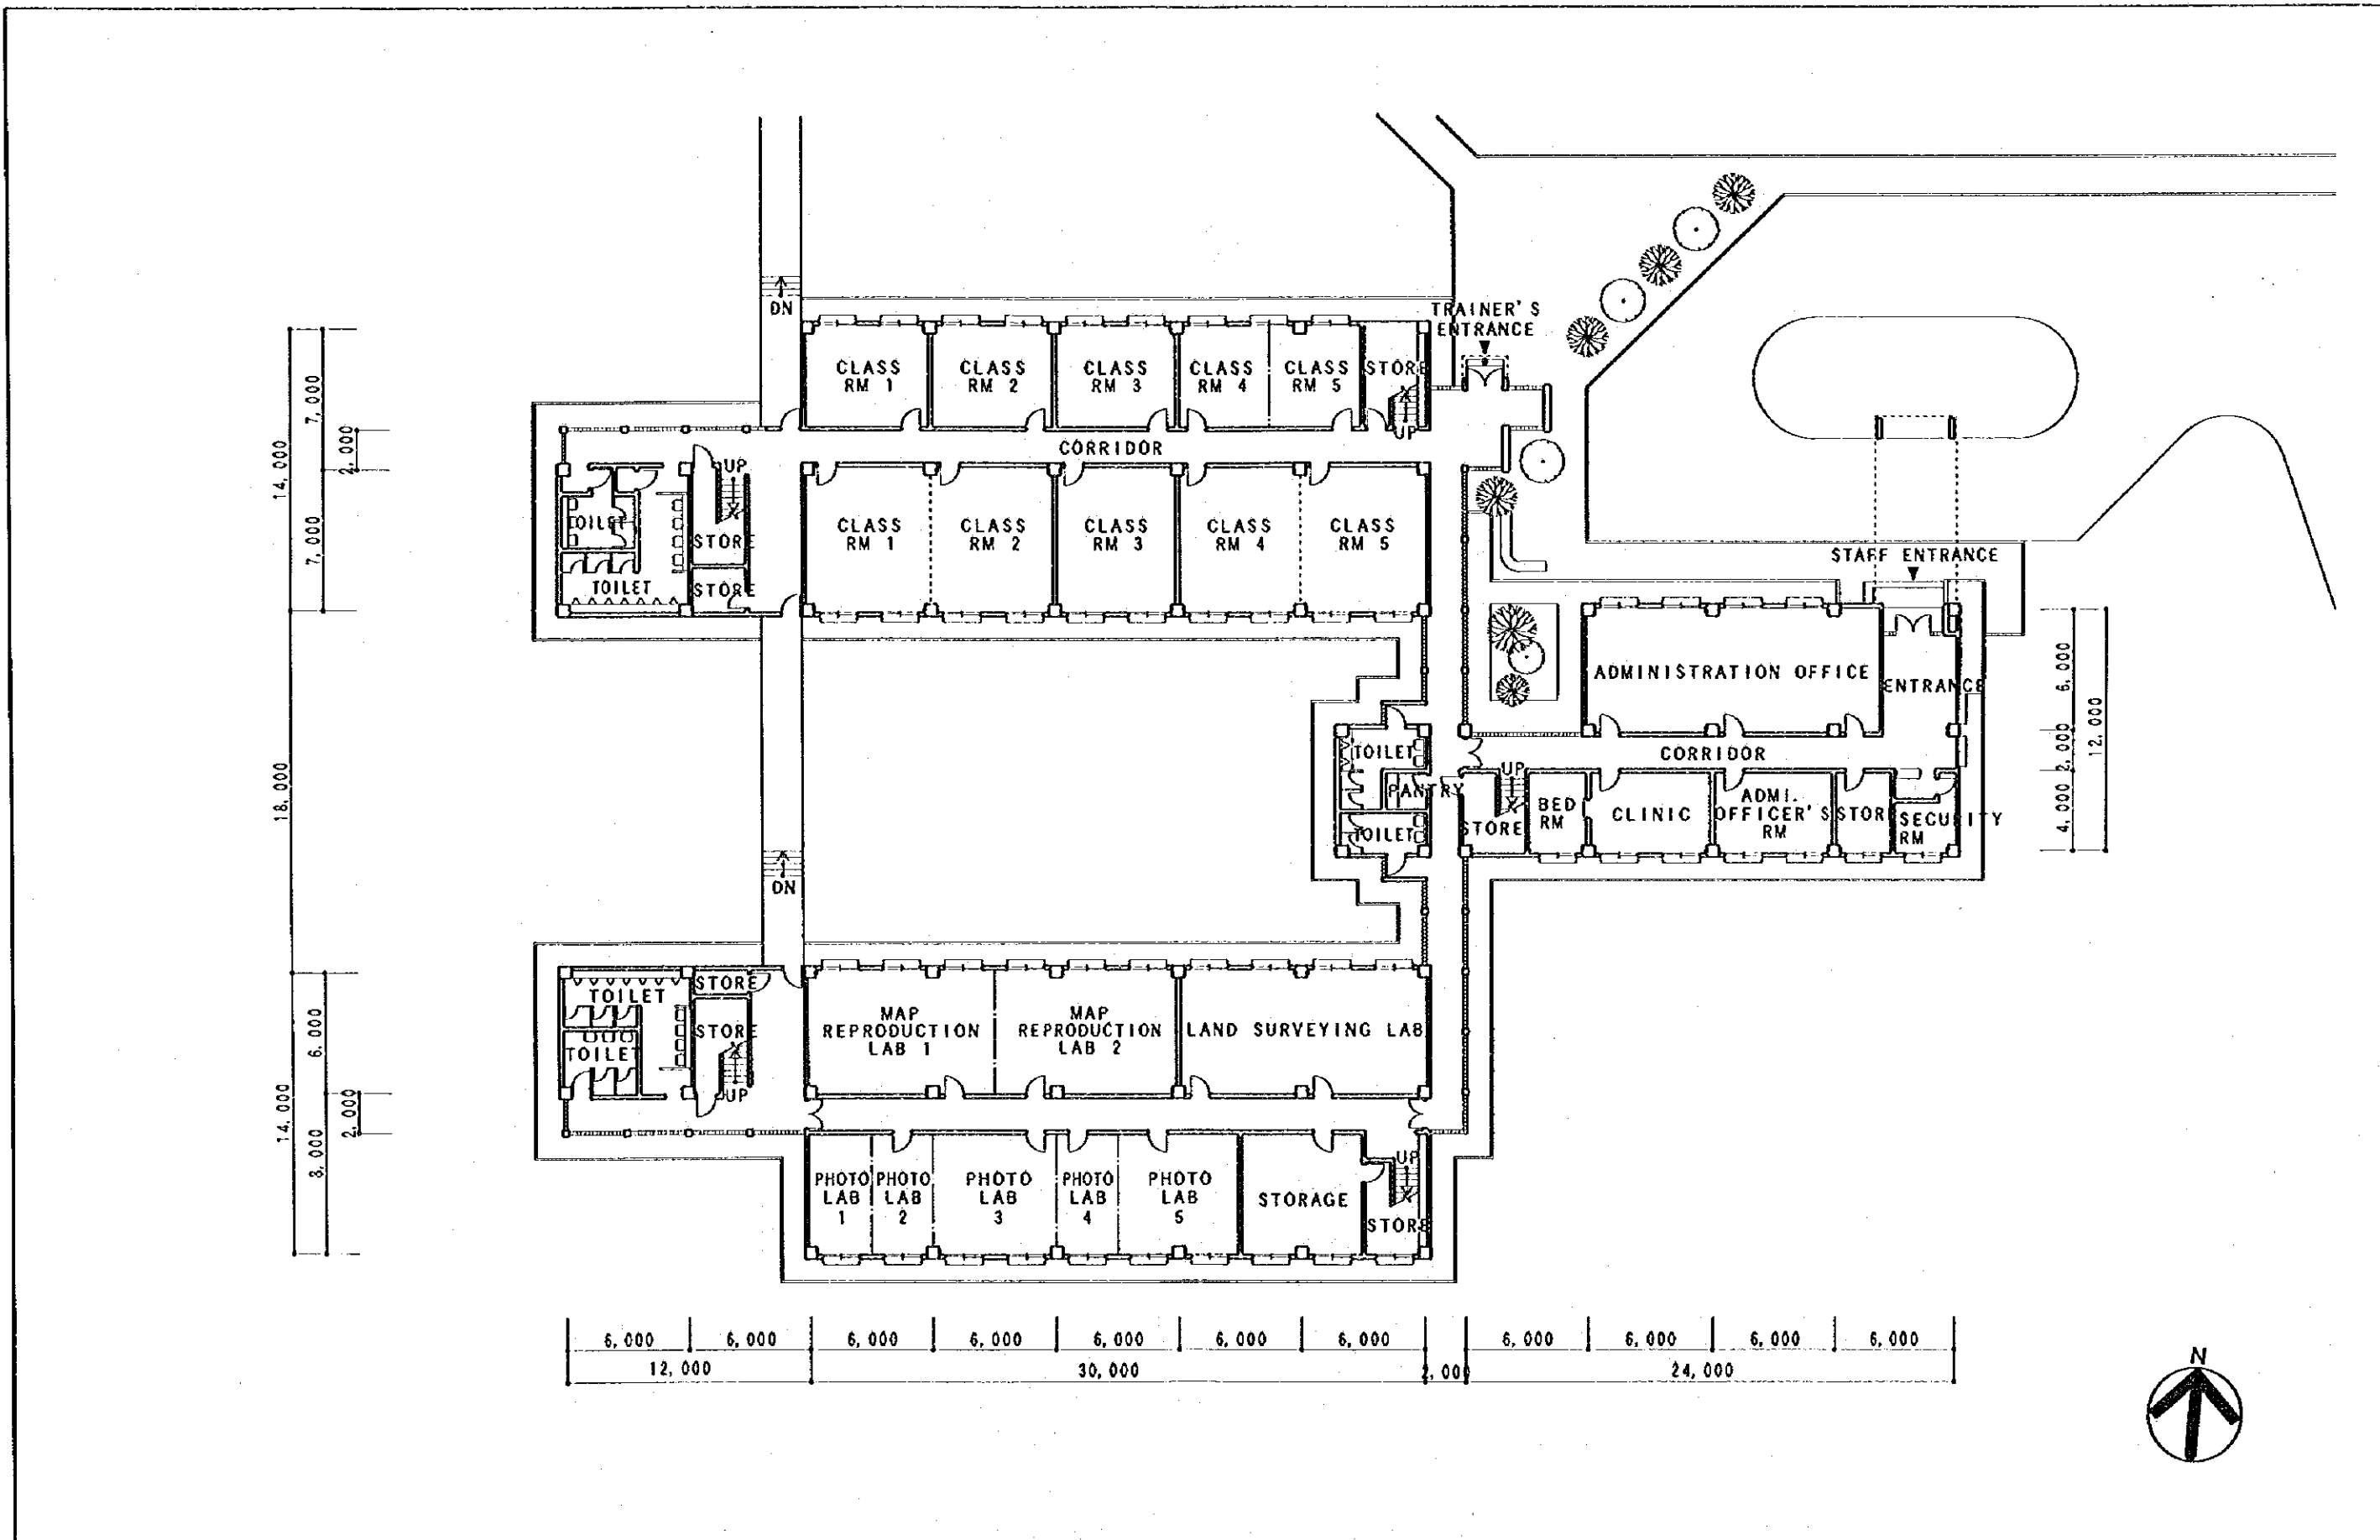 DN
TRAINER'S
ENTRANCE
CLASS
RM 1
CLASS
RM 2
CLASS
RM 3
CLASS
RM 4
CLASS
RM 5
STORE
UP
CORRIDOR
UP
TOILET
STORE
TOILET
STORE
CLASS
RM 1
CLASS
RM 2
CLASS
RM 3
CLASS
RM 4
CLASS
RM 5
STAFF ENTRANCE
ADMINISTRATION OFFICE
ENTRANCE
TOILET
PANTRY
TOILET
CORRIDOR
UP
STORE
BED
RM
CLINIC
ADMI.
OFFICER'S
RM
STOR
SECURITY
RM
DN
TOILET
STORE
TOILET
STORE
UP
MAP
REPRODUCTION
LAB 1
MAP
REPRODUCTION
LAB 2
LAND SURVEYING LAB
PHOTO
LAB
1
PHOTO
LAB
2
PHOTO
LAB
3
PHOTO
LAB
4
PHOTO
LAB
5
STORAGE
UP
STORE
14,000
7,000
2,000
7,000
18,000
14,000
6,000
8,000
2,000
6,000
2,000
4,000
12,000
6,000
6,000
6,000
6,000
6,000
6,000
6,000
6,000
6,000
6,000
6,000
12,000
30,000
2,000
24,000
N